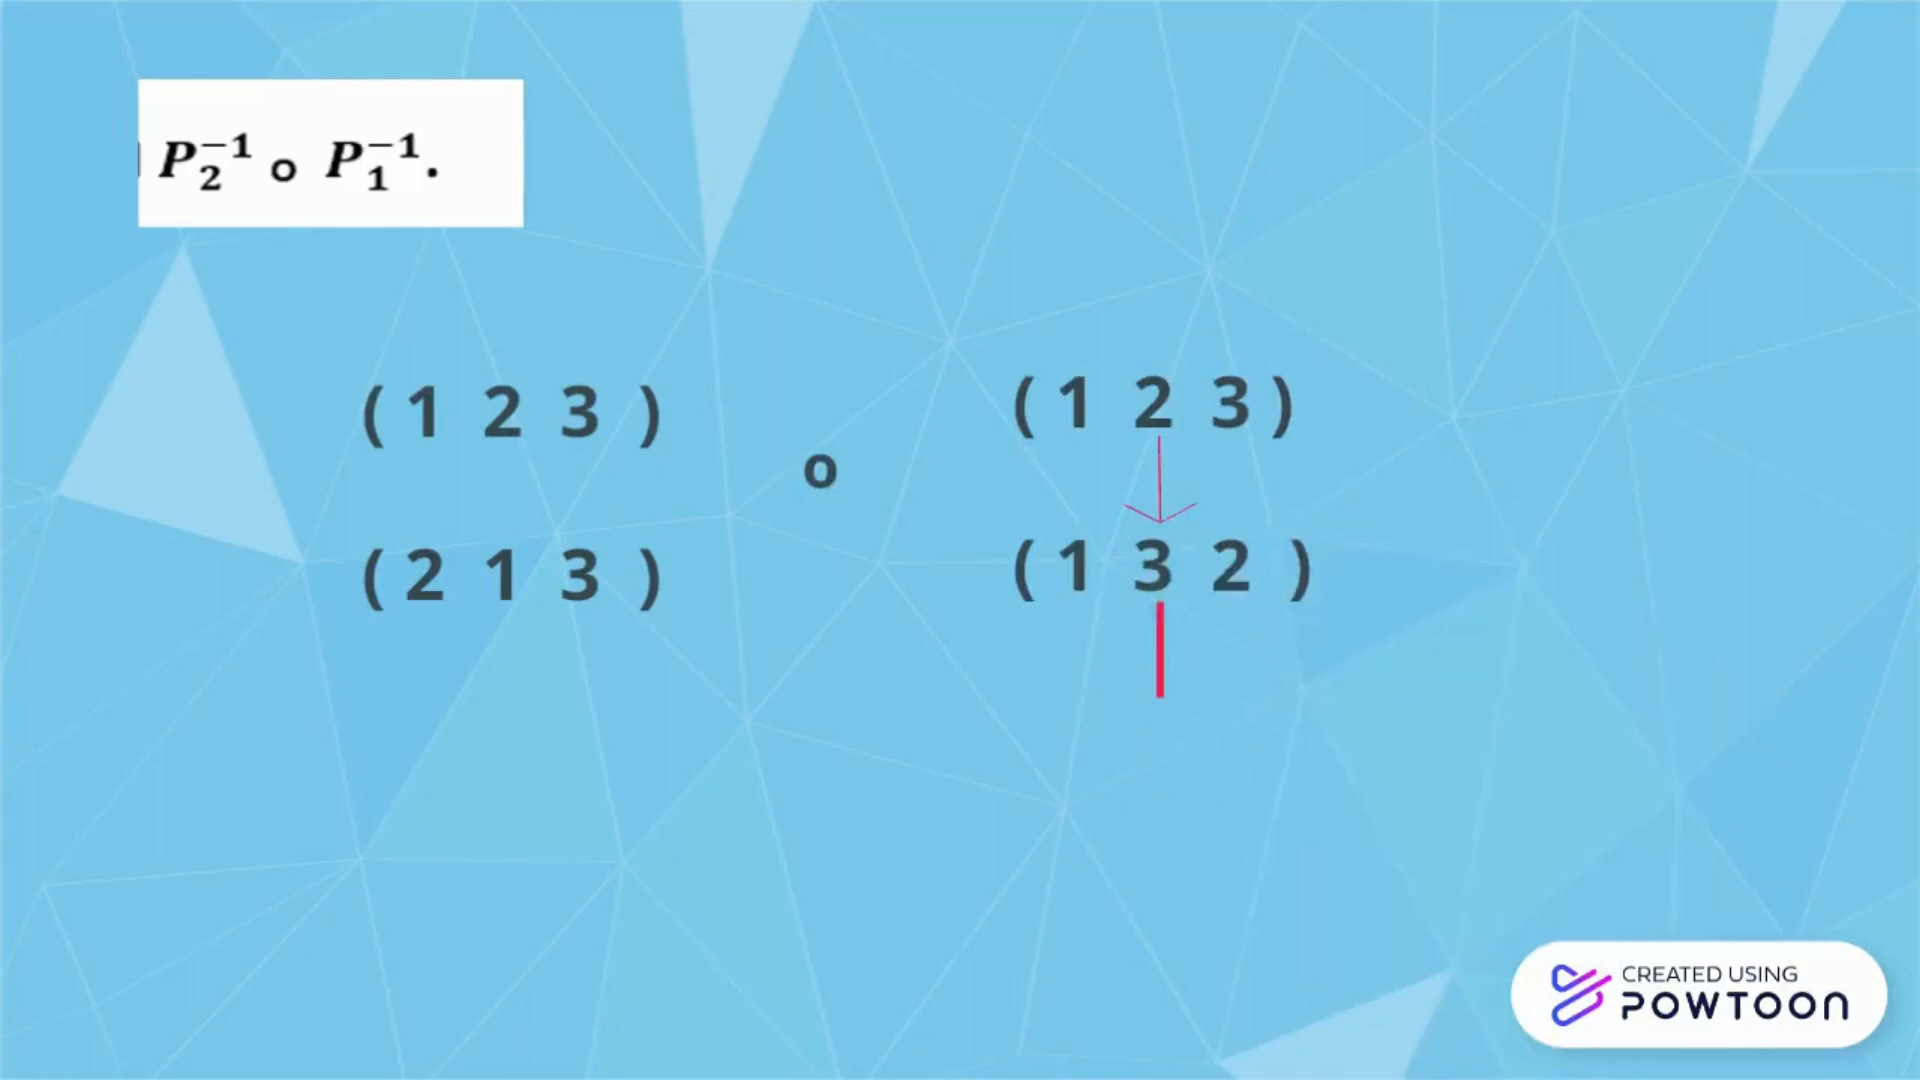 P₂⁻¹ o P₁⁻¹.
( 1 2 3 )
o
( 2 1 3 )
( 1 2 3 )
( 1 3 2 )
CREATED USING
POWTOON